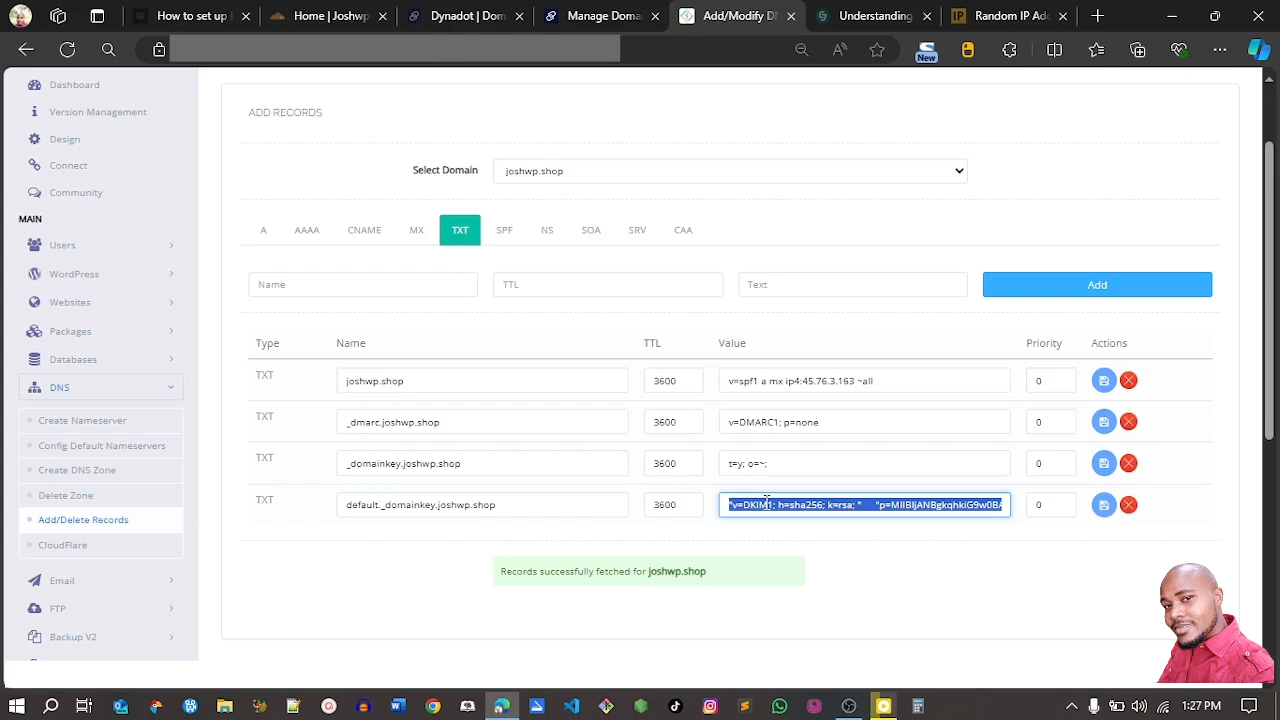 How to set up
Home | Joshwp
Dynadot | Dom
Manage Doma
Modify D
Understanding
Random IP Ad
New
Dashboard
Version Management
Design
Connect
Community
MAIN
Users
WordPress
Websites
Packages
Databases
DNS
Create Nameserver
Config Default Nameservers
Create DNS Zone
Delete Zone
Add/Delete Records
CloudFlare
Email
FTP
Backup V2
ADD RECORDS
Select Domain joshwp.shop
A AAAA CNAME MX TXT SPF NS SOA SRV CAA
Name TTL Text Add
Type Name TTL Value Priority Actions
TXT joshwp.shop 3600 v=spf1 a mx ip4:45.76.3.163 ~all 0
TXT _dmarc.joshwp.shop 3600 v=DMARC1; p=none 0
TXT _domainkey.joshwp.shop 3600 t=y; o=~; 0
TXT default._domainkey.joshwp.shop 3600 "v=DKIM1; h=sha256; k=rsa; " "p=MIIBIjANBgkqhkiG9w0BA 0
Records successfully fetched for joshwp.shop
1:27 PM